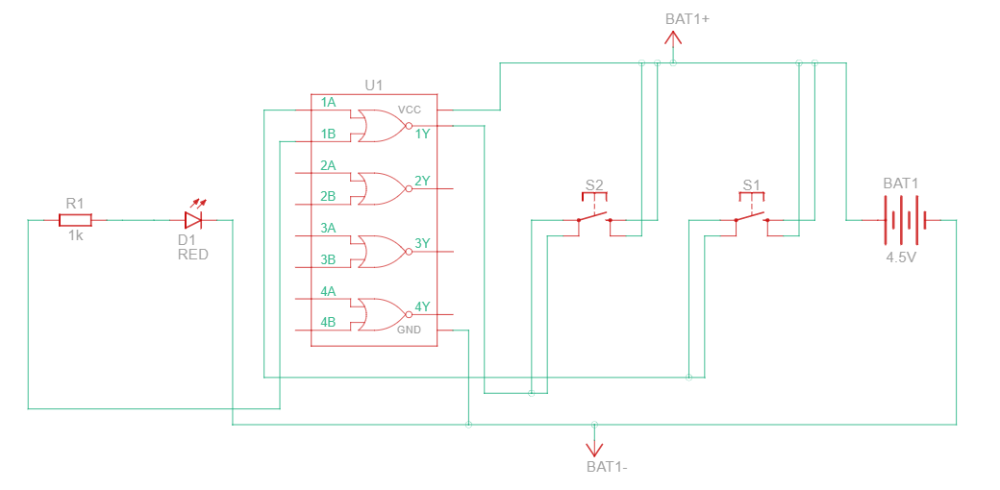 BAT1+
U1
1A
VCC
1B
1Y
2A
2Y
2B
3A
3Y
3B
4A
4Y
4B
GND
R1
1k
D1
RED
S2
S1
BAT1
4.5V
BAT1-